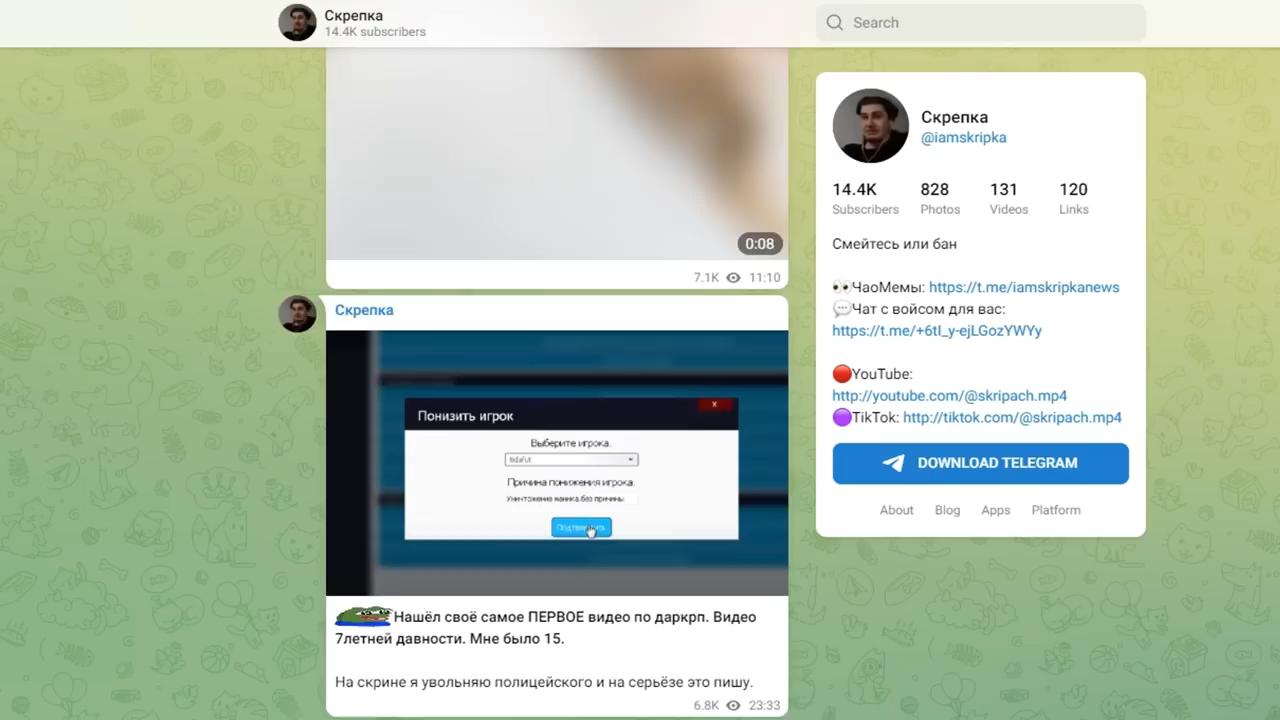 Скрепка
14.4K subscribers
Search
0:08
7.1K 11:10
Скрепка
Понизить игрок
x
Выберите игрока.
tidafut
Причина понижения игрока.
Уничтожение маника.без причины
Подтвердить
Нашёл своё самое ПЕРВОЕ видео по даркрп. Видео
7летней давности. Мне было 15.
На скрине я увольняю полицейского и на серьёзе это пишу.
6.8K 23:33
Скрепка
@iamskripka
14.4K 828 131 120
Subscribers Photos Videos Links
Смейтесь или бан
👀ЧаоМемы: https://t.me/iamskripkanews
💬Чат с войсом для вас:
https://t.me/+6tI_y-ejLGozYWYy
🔴YouTube:
http://youtube.com/@skripach.mp4
🟣TikTok: http://tiktok.com/@skripach.mp4
DOWNLOAD TELEGRAM
About Blog Apps Platform